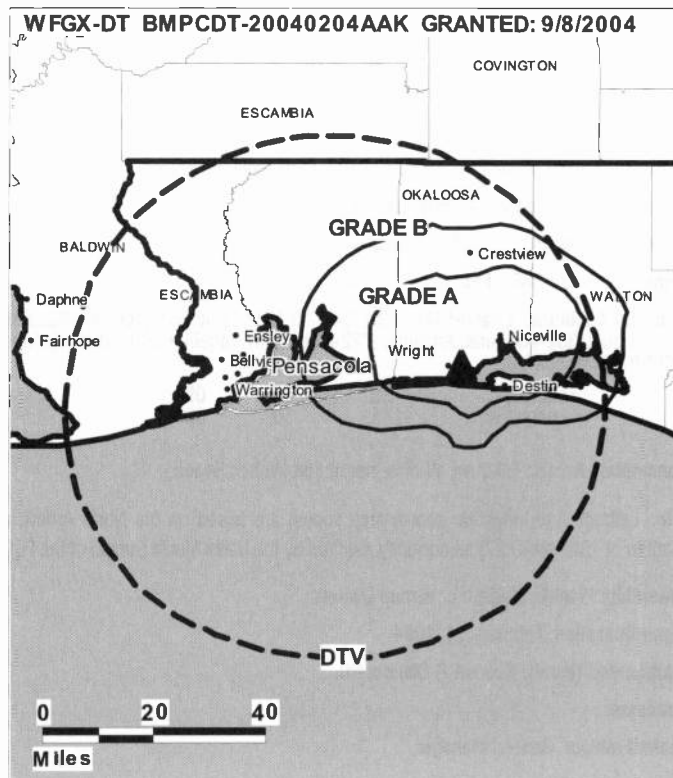 WFGX-DT BMPCDT-20040204AAK GRANTED: 9/8/2004
COVINGTON
ESCAMBIA
OKALOOSA
GRADE B
Crestview
BALDWIN
ESCAMBIA
GRADE A
WALTON
Daphne
Fairhope
Ensley
Niceville
Bellvi
Pensacola
Wright
Warrington
Destin
DTV
0 20 40
Miles